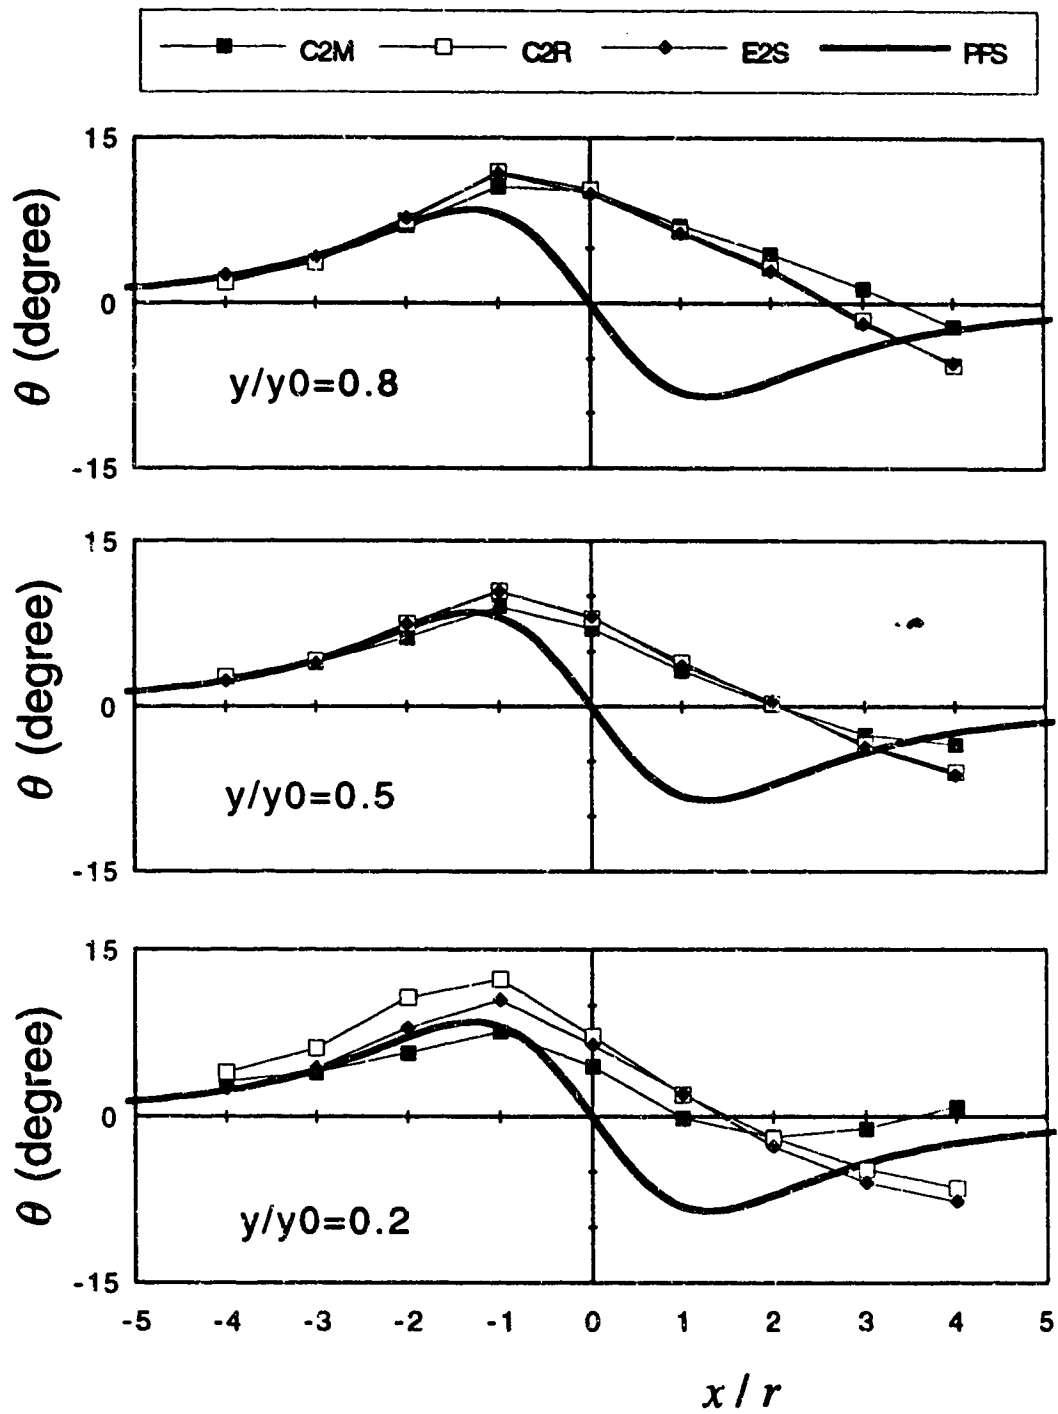 C2M C2R E2S PFS
15
θ (degree)
0
y/y0=0.8
-15
15
θ (degree)
0
y/y0=0.5
-15
15
θ (degree)
0
y/y0=0.2
-15
-5 -4 -3 -2 -1 0 1 2 3 4 5
x / r